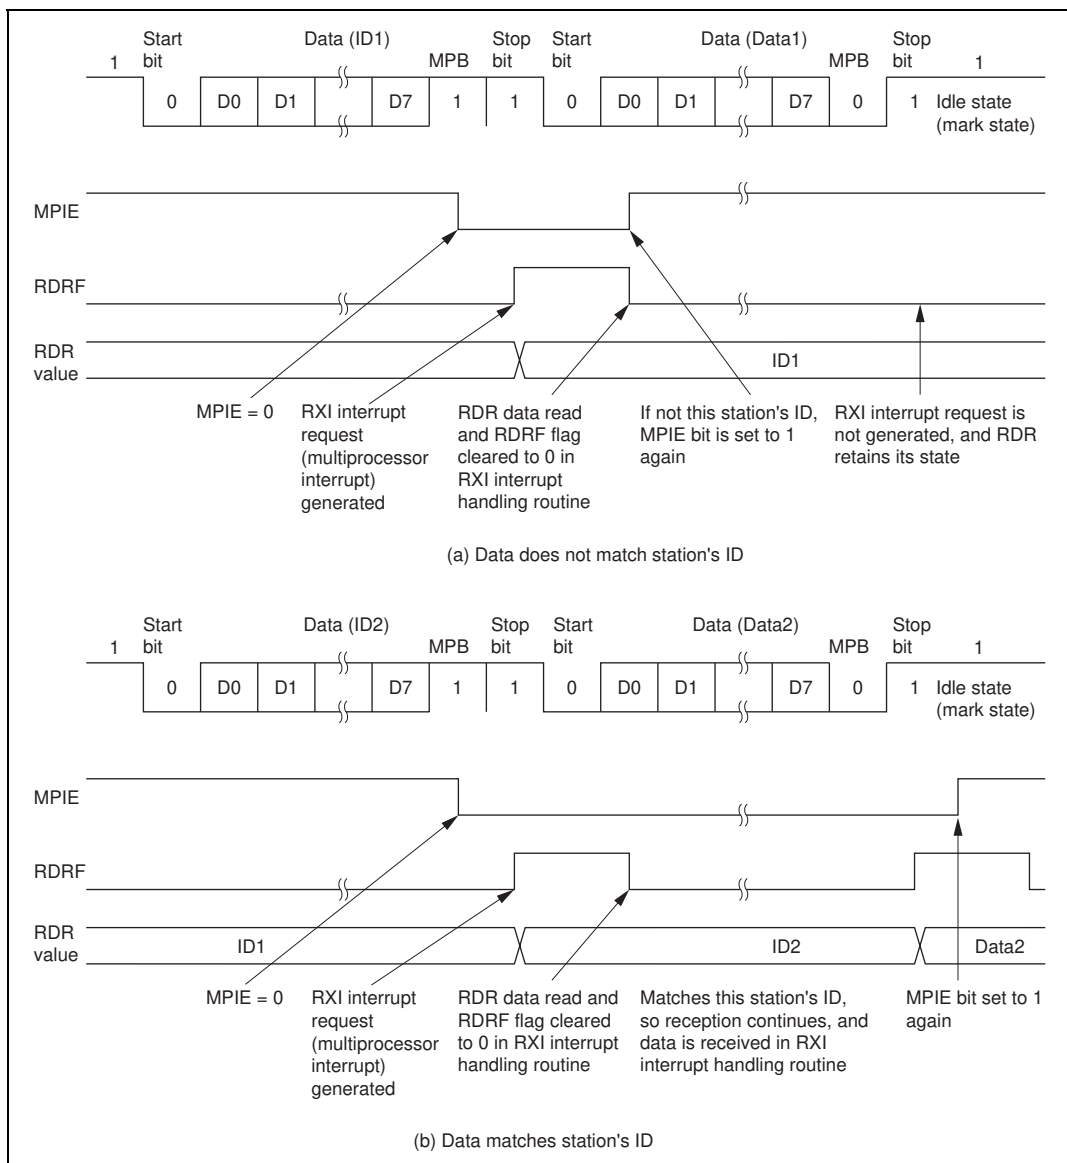 Start bit Data (ID1) Stop bit Start bit Data (Data1) Stop bit
1 MPB MPB 1
0 D0 D1 D7 1 1 0 D0 D1 D7 0 1 Idle state (mark state)
MPIE
RDRF
RDR value
ID1
MPIE = 0
RXI interrupt
request
(multiprocessor
interrupt)
generated
RDR data read
and RDRF flag
cleared to 0 in
RXI interrupt
handling routine
If not this station's ID,
MPIE bit is set to 1
again
RXI interrupt request is
not generated, and RDR
retains its state
(a) Data does not match station's ID
Start bit Data (ID2) Stop bit Start bit Data (Data2) Stop bit
1 MPB MPB 1
0 D0 D1 D7 1 1 0 D0 D1 D7 0 1 Idle state (mark state)
MPIE
RDRF
RDR value
ID1 ID2 Data2
MPIE = 0
RXI interrupt
request
(multiprocessor
interrupt)
generated
RDR data read and
RDRF flag cleared
to 0 in RXI interrupt
handling routine
Matches this station's ID,
so reception continues, and
data is received in RXI
interrupt handling routine
MPIE bit set to 1
again
(b) Data matches station's ID